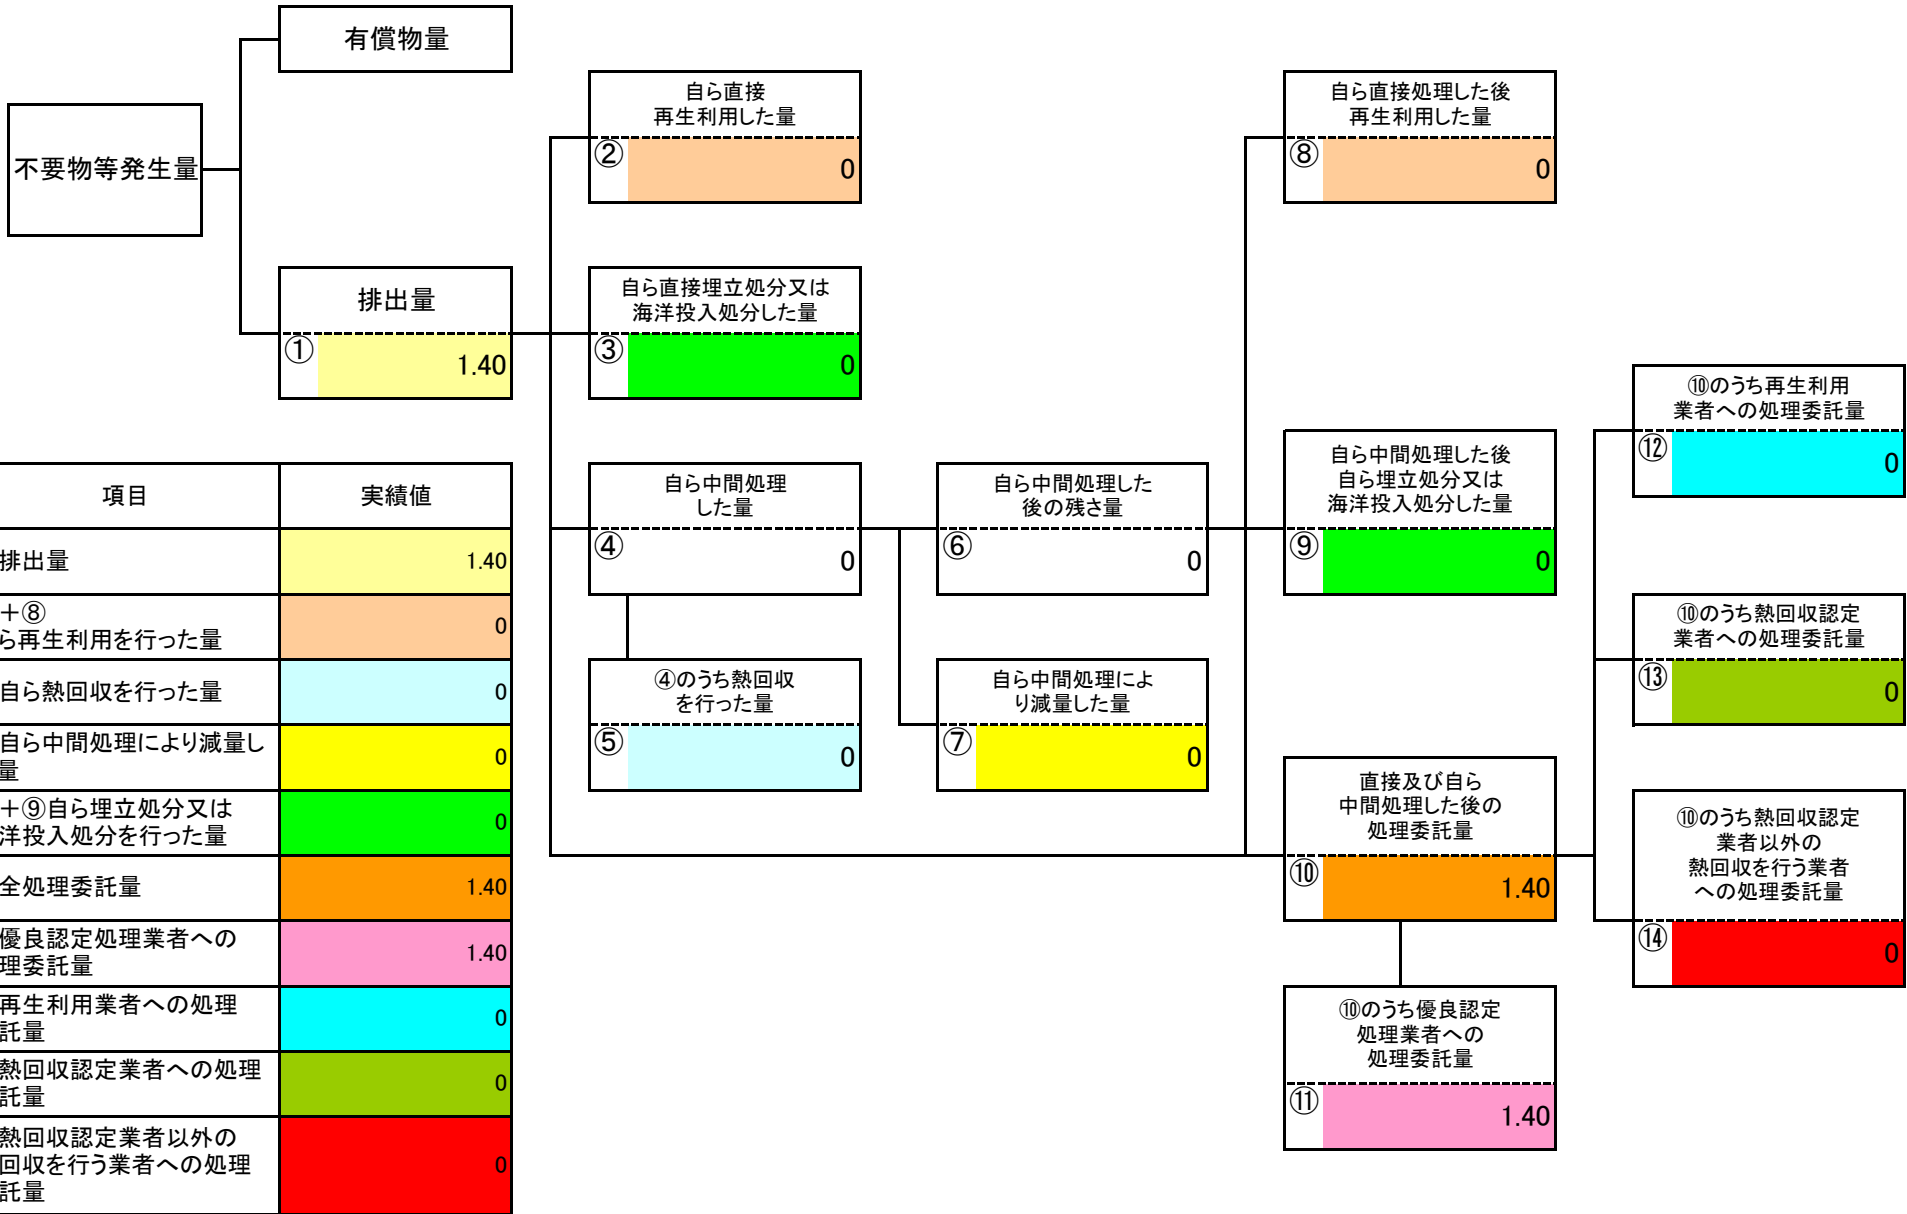 有償物量
不要物等発生量
排出量
①
1.40
自ら直接
再生利用した量
②
0
自ら直接埋立処分又は
海洋投入処分した量
③
0
自ら中間処理
した量
④
0
④のうち熱回収
を行った量
⑤
0
自ら中間処理した
後の残さ量
⑥
0
自ら中間処理によ
り減量した量
⑦
0
自ら直接処理した後
再生利用した量
⑧
0
自ら中間処理した後
自ら埋立処分又は
海洋投入処分した量
⑨
0
直接及び自ら
中間処理した後の
処理委託量
⑩
1.40
⑩のうち優良認定
処理業者への
処理委託量
⑪
1.40
⑩のうち再生利用
業者への処理委託量
⑫
0
⑩のうち熱回収認定
業者への処理委託量
⑬
0
⑩のうち熱回収認定
業者以外の
熱回収を行う業者
への処理委託量
⑭
0
項目
実績値
排出量
1.40
＋⑧
ら再生利用を行った量
0
自ら熱回収を行った量
0
自ら中間処理により減量し
量
0
＋⑨自ら埋立処分又は
洋投入処分を行った量
0
全処理委託量
1.40
優良認定処理業者への
理委託量
1.40
再生利用業者への処理
託量
0
熱回収認定業者への処理
託量
0
熱回収認定業者以外の
回収を行う業者への処理
託量
0